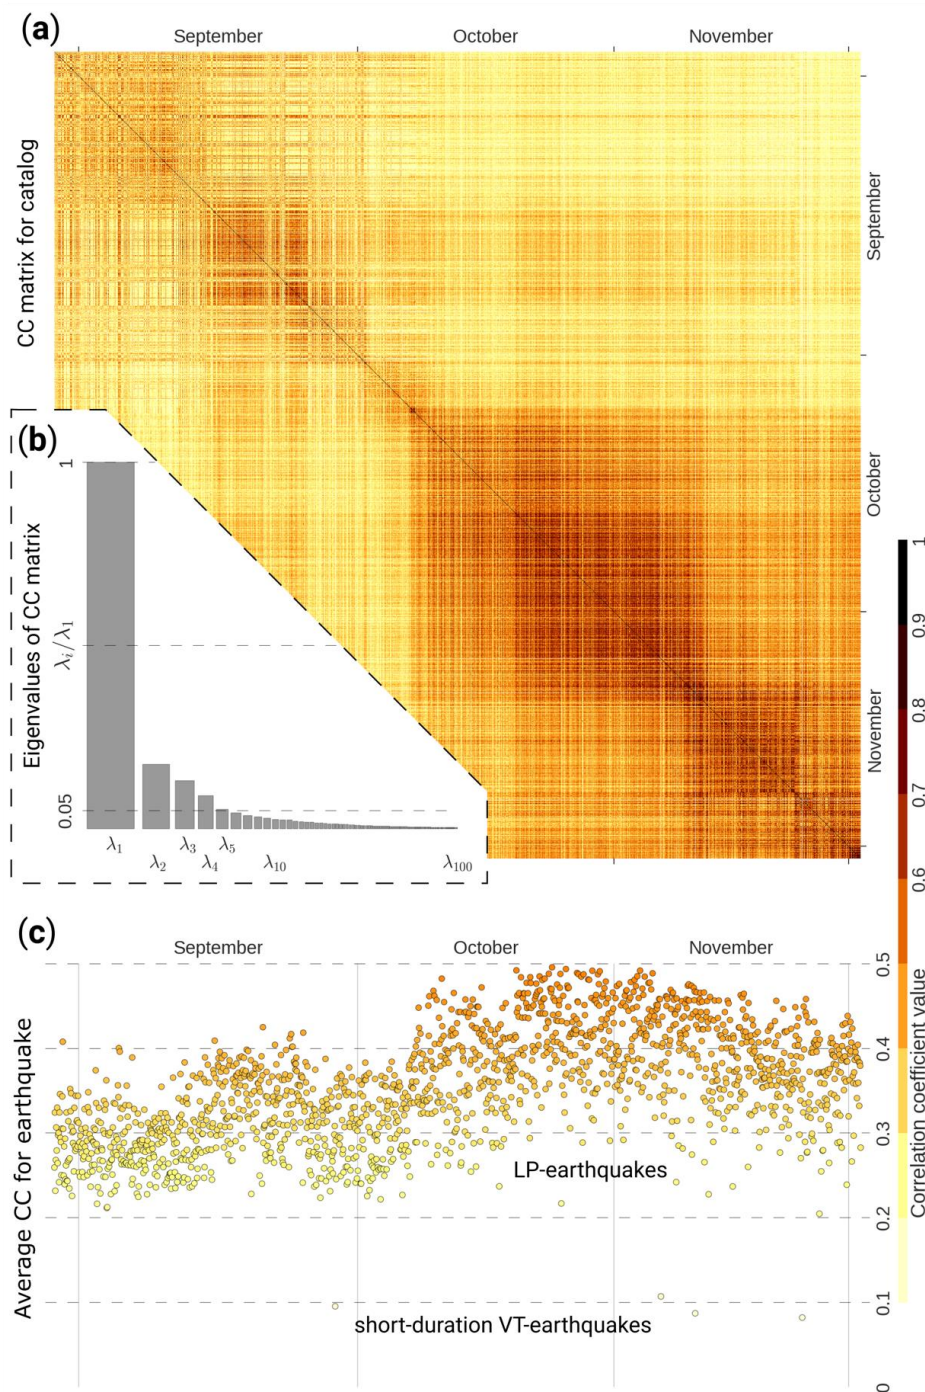 (a)
September October November
CC matrix for catalog
September
October
November
(b)
Eigenvalues of CC matrix
λi/λ1
1
0.05
λ1
λ2
λ3
λ4
λ5
λ10
λ100
(c)
September October November
Average CC for earthquake
LP-earthquakes
short-duration VT-earthquakes
Correlation coefficient value
1
0.9
0.8
0.7
0.6
0.5
0.4
0.3
0.2
0.1
0